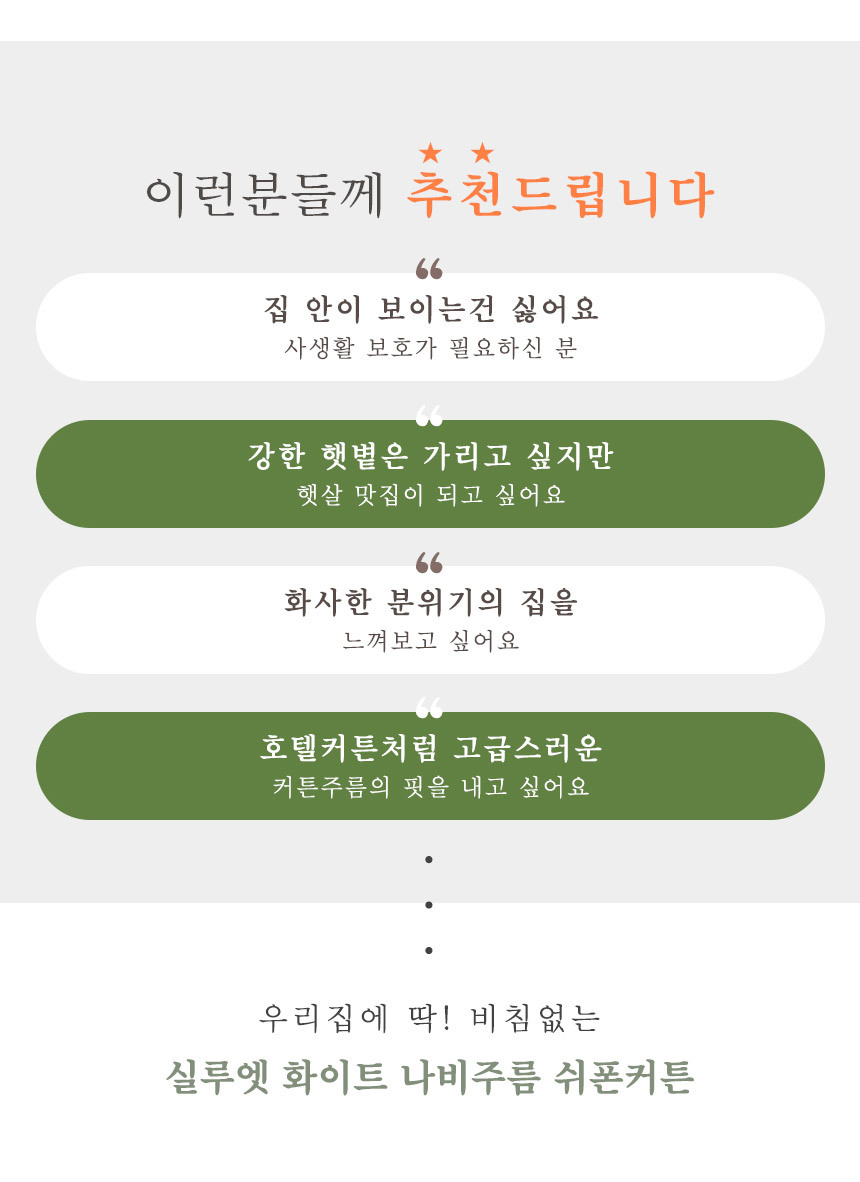 이런분들께 추천드립니다
“
집 안이 보이는건 싫어요
사생활 보호가 필요하신 분
“
강한 햇볕은 가리고 싶지만
햇살 맛집이 되고 싶어요
“
화사한 분위기의 집을
느껴보고 싶어요
“
호텔커튼처럼 고급스러운
커튼주름의 핏을 내고 싶어요
우리집에 딱! 비침없는
실루엣 화이트 나비주름 쉬폰커튼